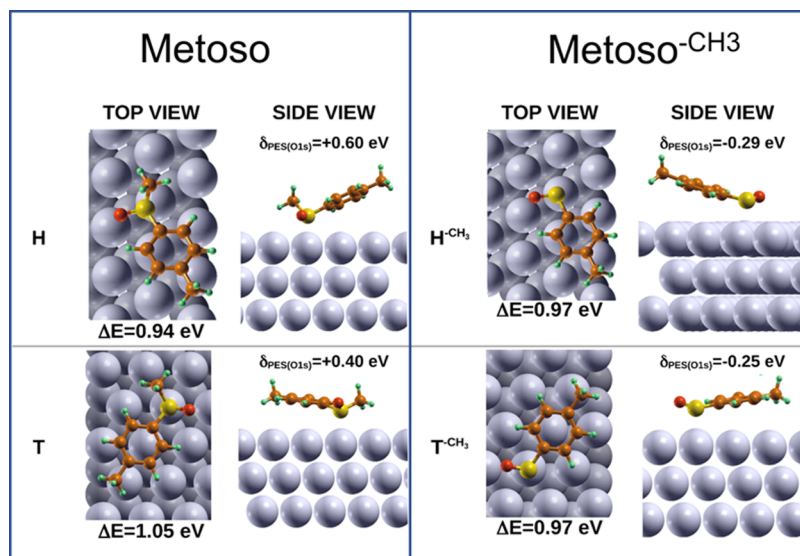 Metoso
TOP VIEW SIDE VIEW
δPES(O1s)=+0.60 eV
H
ΔE=0.94 eV
δPES(O1s)=+0.40 eV
T
ΔE=1.05 eV
Metoso-CH3
TOP VIEW SIDE VIEW
δPES(O1s)=-0.29 eV
H-CH₃
ΔE=0.97 eV
δPES(O1s)=-0.25 eV
T-CH₃
ΔE=0.97 eV